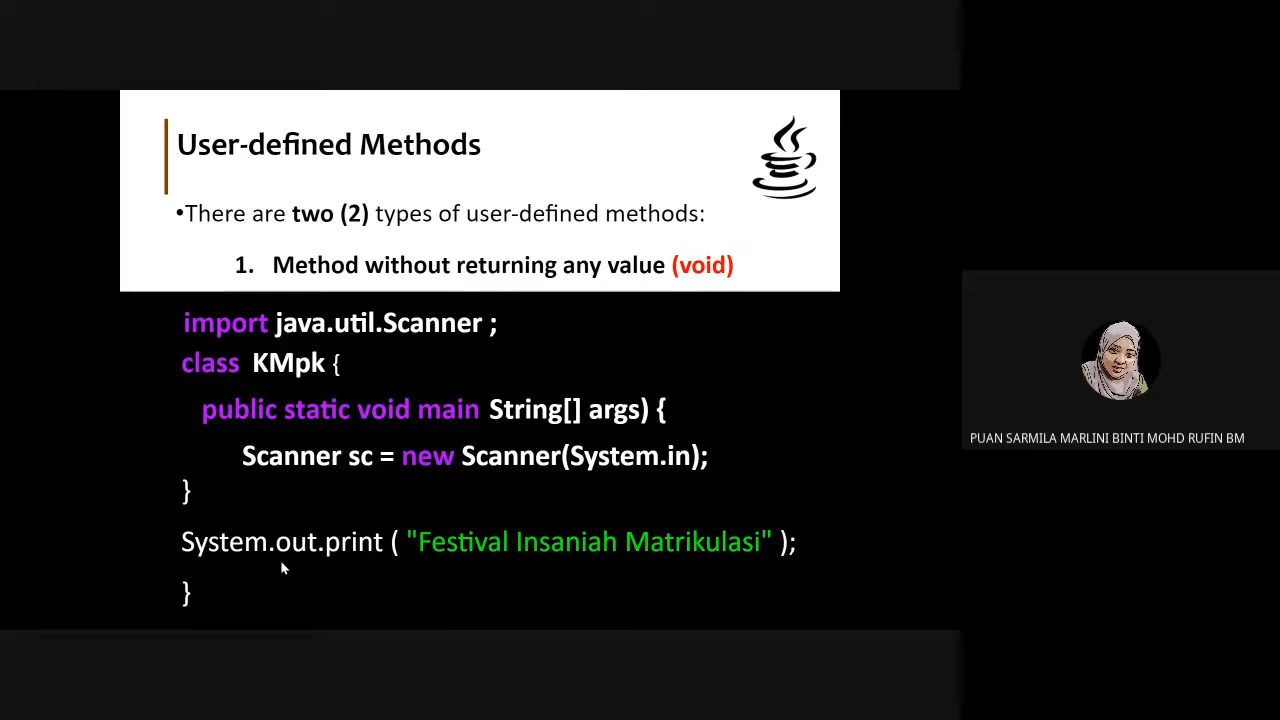 User-defined Methods
•There are two (2) types of user-defined methods:
1. Method without returning any value (void)
import java.util.Scanner ;
class KMpk {
public static void main String[] args) {
Scanner sc = new Scanner(System.in);
}
System.out.print ( "Festival Insaniah Matrikulasi" );
}
PUAN SARMILA MARLINI BINTI MOHD RUFIN BM